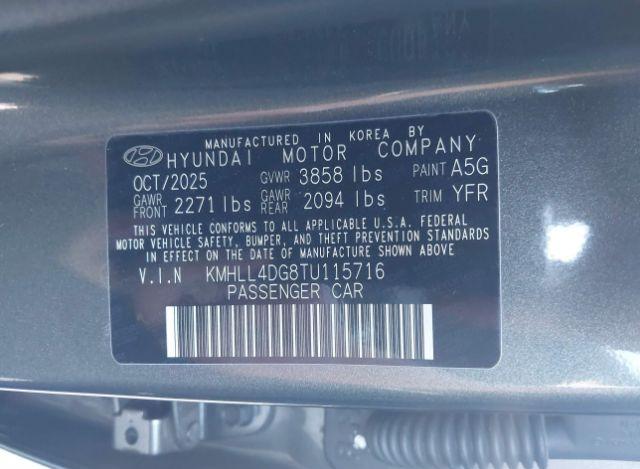 MANUFACTURED IN KOREA BY
HYUNDAI MOTOR COMPANY
OCT/2025 GVWR 3858 lbs PAINT A5G
GAWR FRONT 2271 lbs GAWR REAR 2094 lbs TRIM YFR
THIS VEHICLE CONFORMS TO ALL APPLICABLE U.S.A. FEDERAL
MOTOR VEHICLE SAFETY, BUMPER, AND THEFT PREVENTION STANDARDS
IN EFFECT ON THE DATE OF MANUFACTURE SHOWN ABOVE.
V.I.N KMHLL4DG8TU115716
PASSENGER CAR